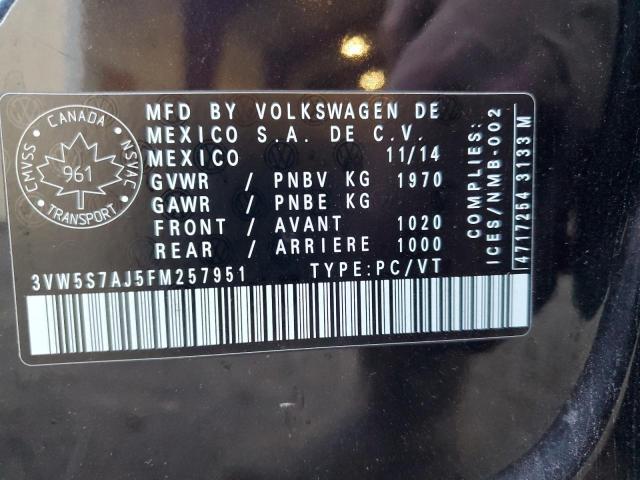 CANADA
CMVSS
NSVAC
961
TRANSPORT
MFD BY VOLKSWAGEN DE
MEXICO S.A. DE C.V.
MEXICO 11/14
GVWR / PNBV KG 1970
GAWR / PNBE KG
FRONT / AVANT 1020
REAR / ARRIERE 1000
3VW5S7AJ5FM257951 TYPE:PC/VT
COMPLIES:
ICES/NMB-002
4717254 3133 M